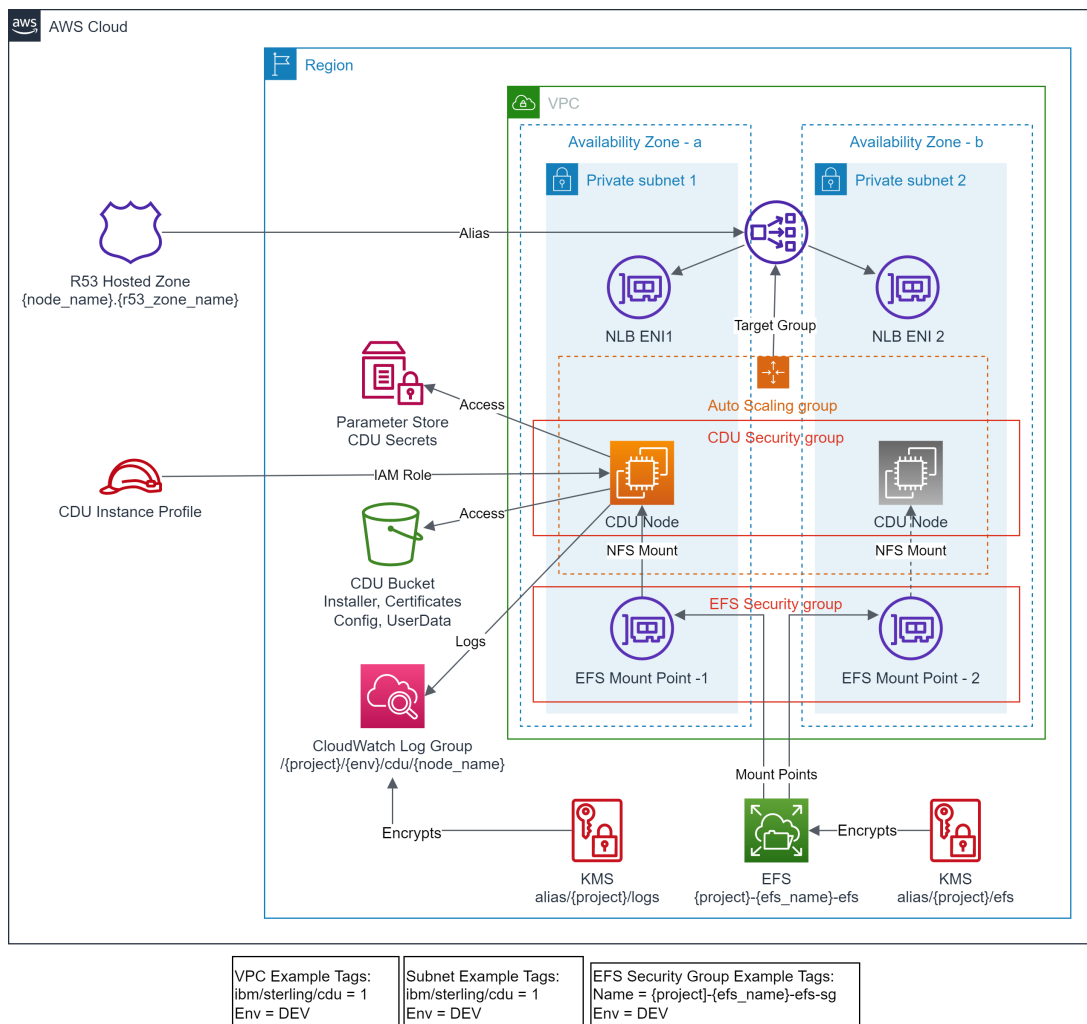 aws
AWS Cloud
Region
VPC
Availability Zone - a
Availability Zone - b
Private subnet 1
Private subnet 2
Alias
R53 Hosted Zone
{node_name}.{r53_zone_name}
NLB ENI1
NLB ENI 2
Target Group
Auto Scaling group
Access
Parameter Store
CDU Secrets
CDU Security group
IAM Role
CDU Instance Profile
Access
CDU Node
CDU Node
NFS Mount
NFS Mount
CDU Bucket
Installer, Certificates
Config, UserData
EFS Security group
Logs
EFS Mount Point -1
EFS Mount Point - 2
CloudWatch Log Group
/{project}/{env}/cdu/{node_name}
Mount Points
Encrypts
Encrypts
KMS
alias/{project}/logs
EFS
{project}-{efs_name}-efs
KMS
alias/{project}/efs
VPC Example Tags:
ibm/sterling/cdu = 1
Env = DEV
Subnet Example Tags:
ibm/sterling/cdu = 1
Env = DEV
EFS Security Group Example Tags:
Name = {project]-{efs_name}-efs-sg
Env = DEV